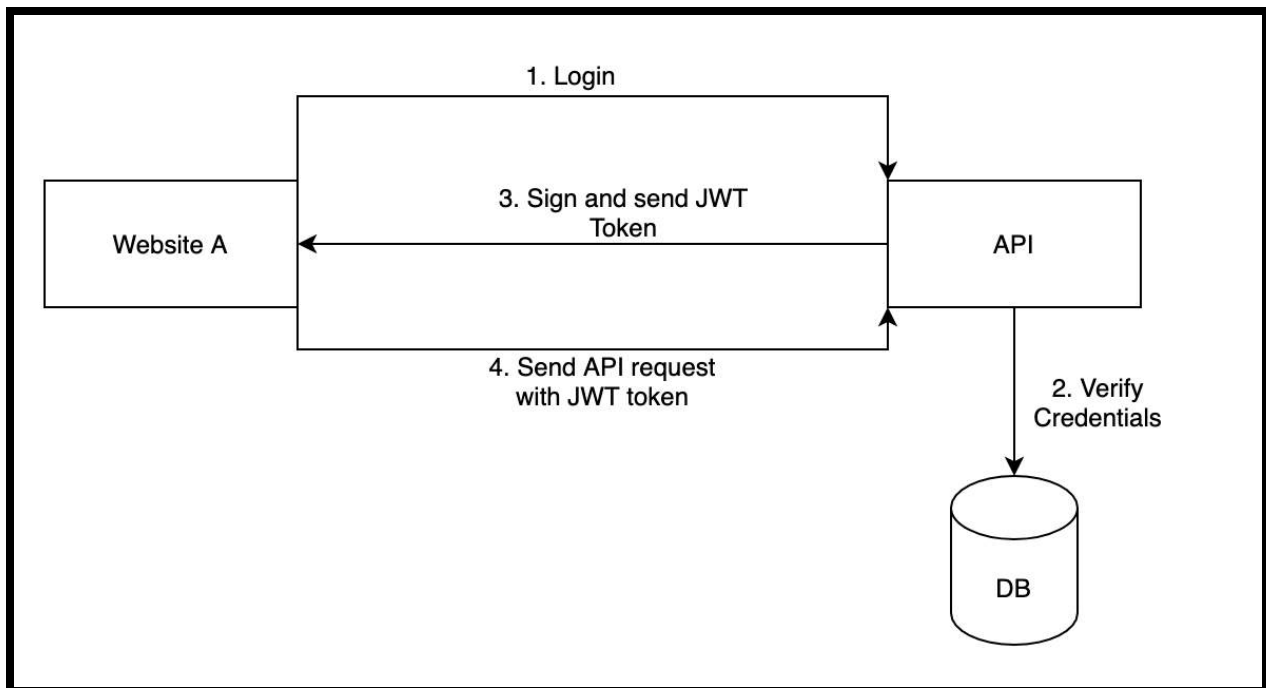 1. Login
3. Sign and send JWT
Token
Website A
API
4. Send API request
with JWT token
2. Verify
Credentials
DB